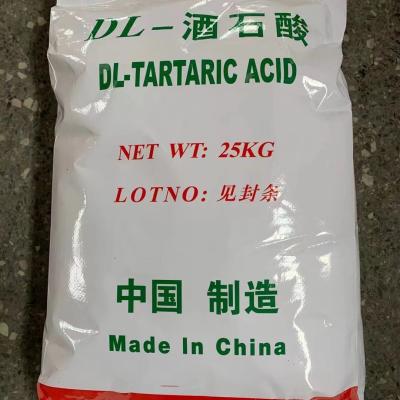 DL-酒石酸
DL-TARTARIC ACID
NET WT: 25KG
LOTNO: 见封条
中国 制造
Made In China